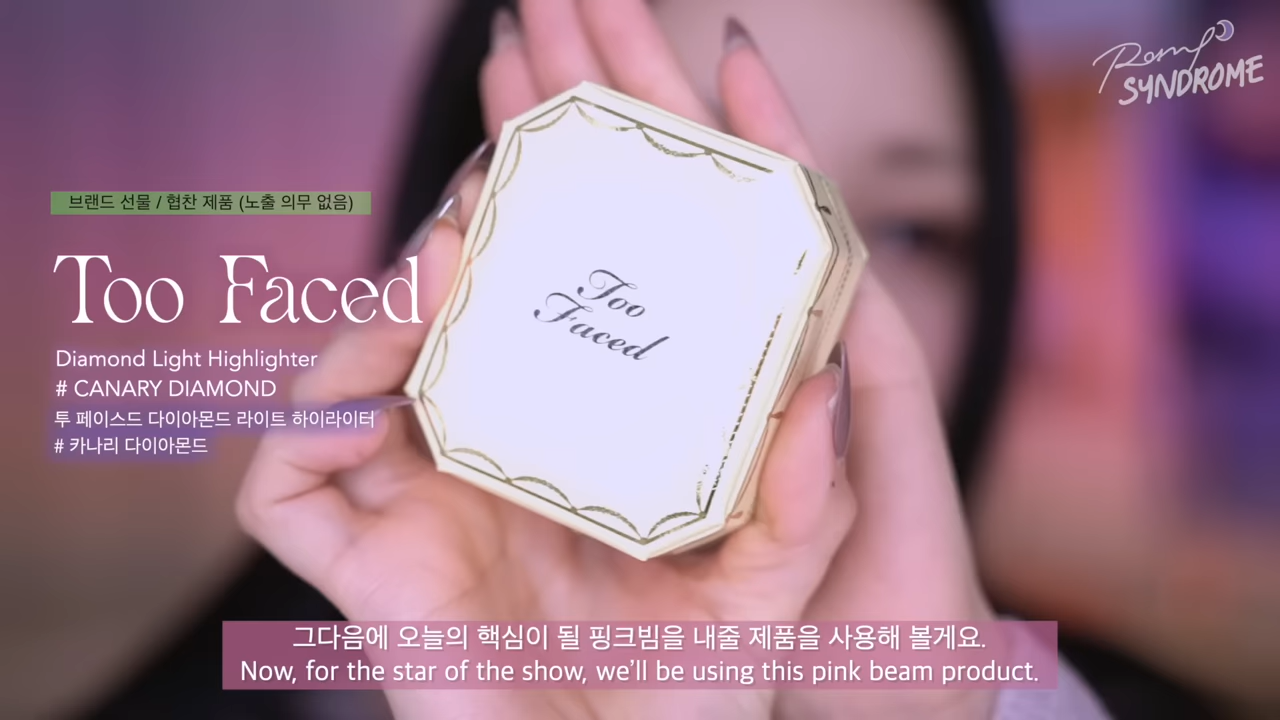 Romp
SYNDROME
브랜드 선물 / 협찬 제품 (노출 의무 없음)
Too Faced
Diamond Light Highlighter
# CANARY DIAMOND
투 페이스드 다이아몬드 라이트 하이라이터
# 카나리 다이아몬드
Too
Faced
그다음에 오늘의 핵심이 될 핑크빔을 내줄 제품을 사용해 볼게요.
Now, for the star of the show, we'll be using this pink beam product.